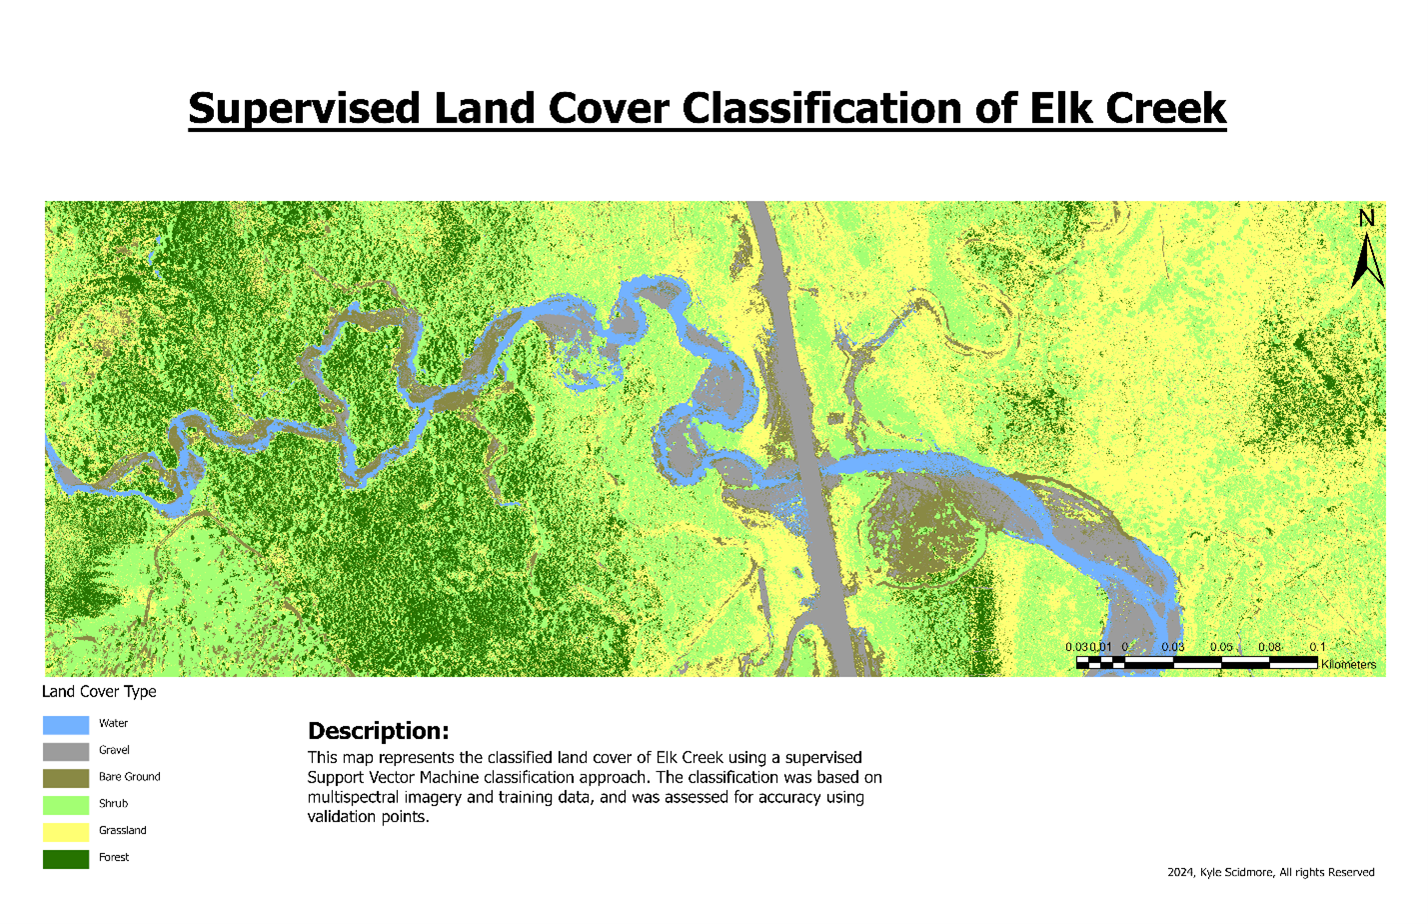 Supervised Land Cover Classification of Elk Creek
N
0.030.01 0 0.03 0.05 0.08 0.1
Kilometers
Land Cover Type
Water
Gravel
Bare Ground
Shrub
Grassland
Forest
Description:
This map represents the classified land cover of Elk Creek using a supervised
Support Vector Machine classification approach. The classification was based on
multispectral imagery and training data, and was assessed for accuracy using
validation points.
2024, Kyle Scidmore, All rights Reserved